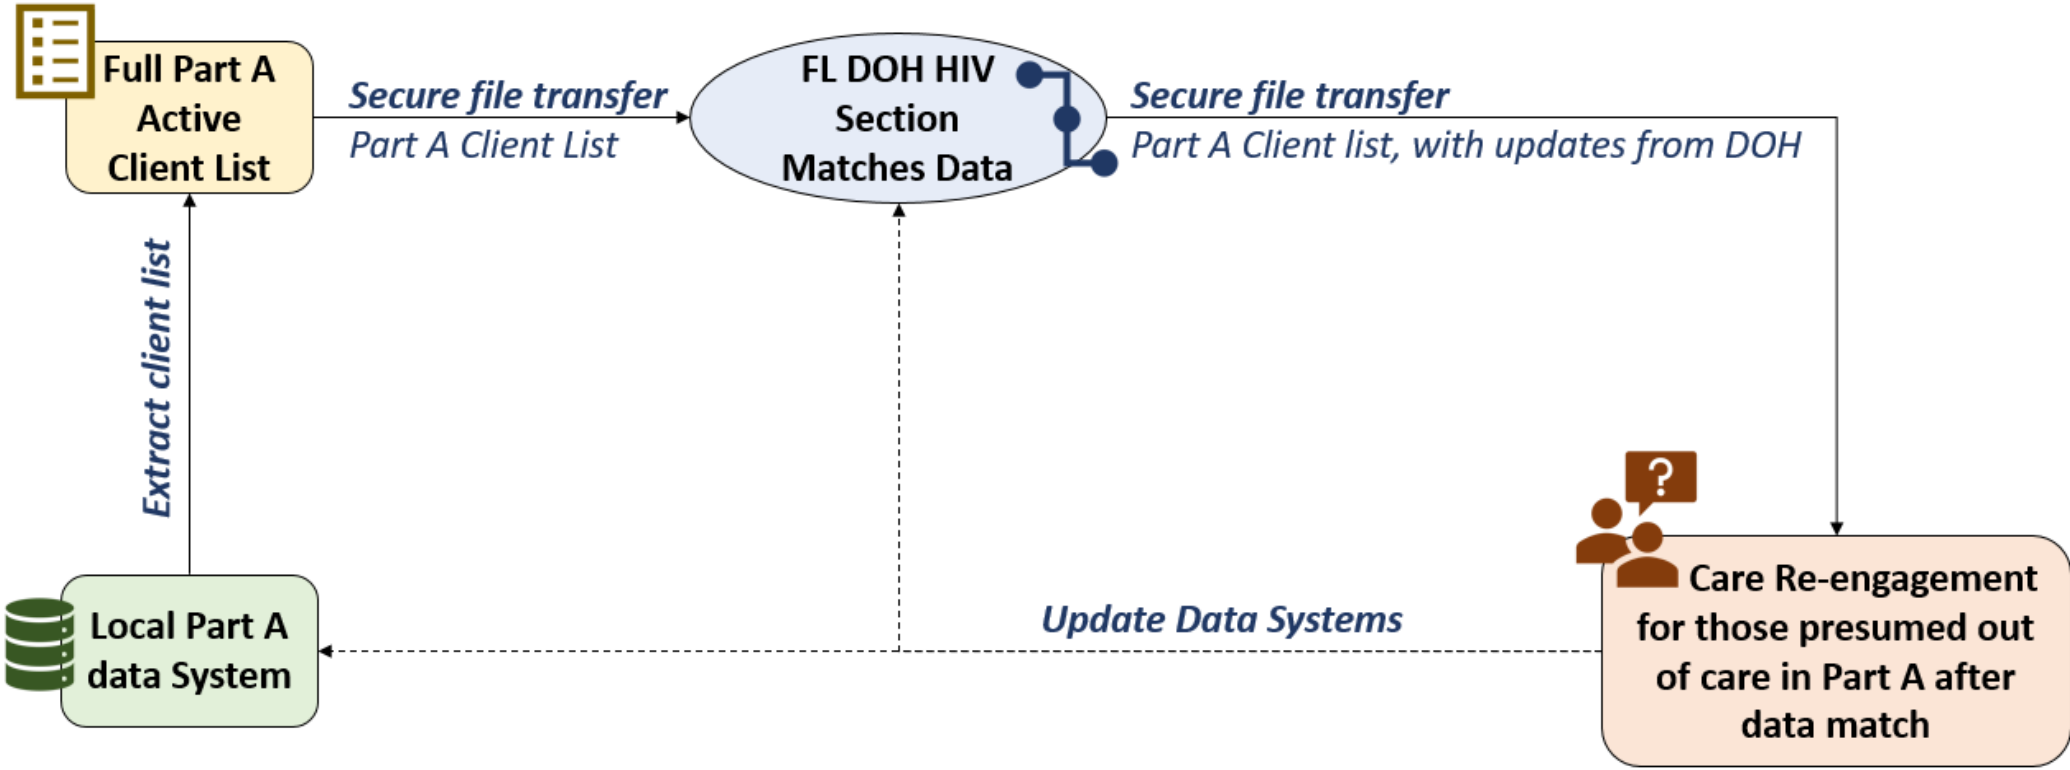 Full Part A
Active
Client List
Secure file transfer
Part A Client List
FL DOH HIV
Section
Matches Data
Secure file transfer
Part A Client list, with updates from DOH
Extract client list
?
Care Re-engagement
for those presumed out
of care in Part A after
data match
Update Data Systems
Local Part A
data System